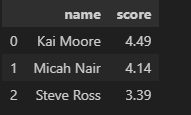 name score
0 Kai Moore 4.49
1 Micah Nair 4.14
2 Steve Ross 3.39